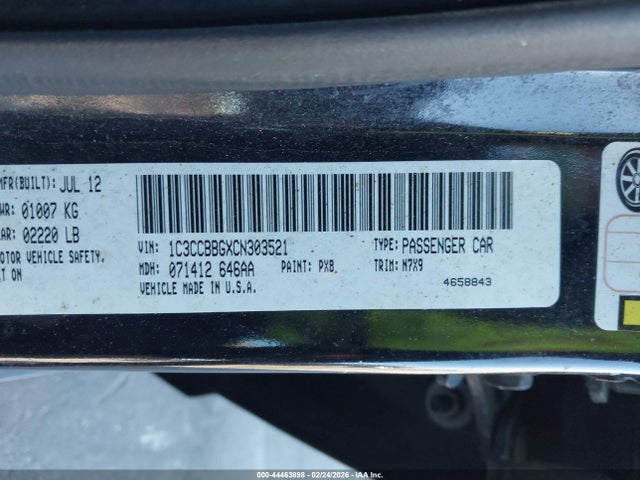 MFR(BUILT): JUL 12
WR: 01007 KG
AR: 02220 LB
OTOR VEHICLE SAFETY.
ON
VIN: 1C3CCBBGXCN303521 TYPE: PASSENGER CAR
MDH: 071412 646AA PAINT: PX8 TRIM: N7X9
VEHICLE MADE IN U.S.A. 4658843
000-44463898 - 02/24/2026 - IAA Inc.